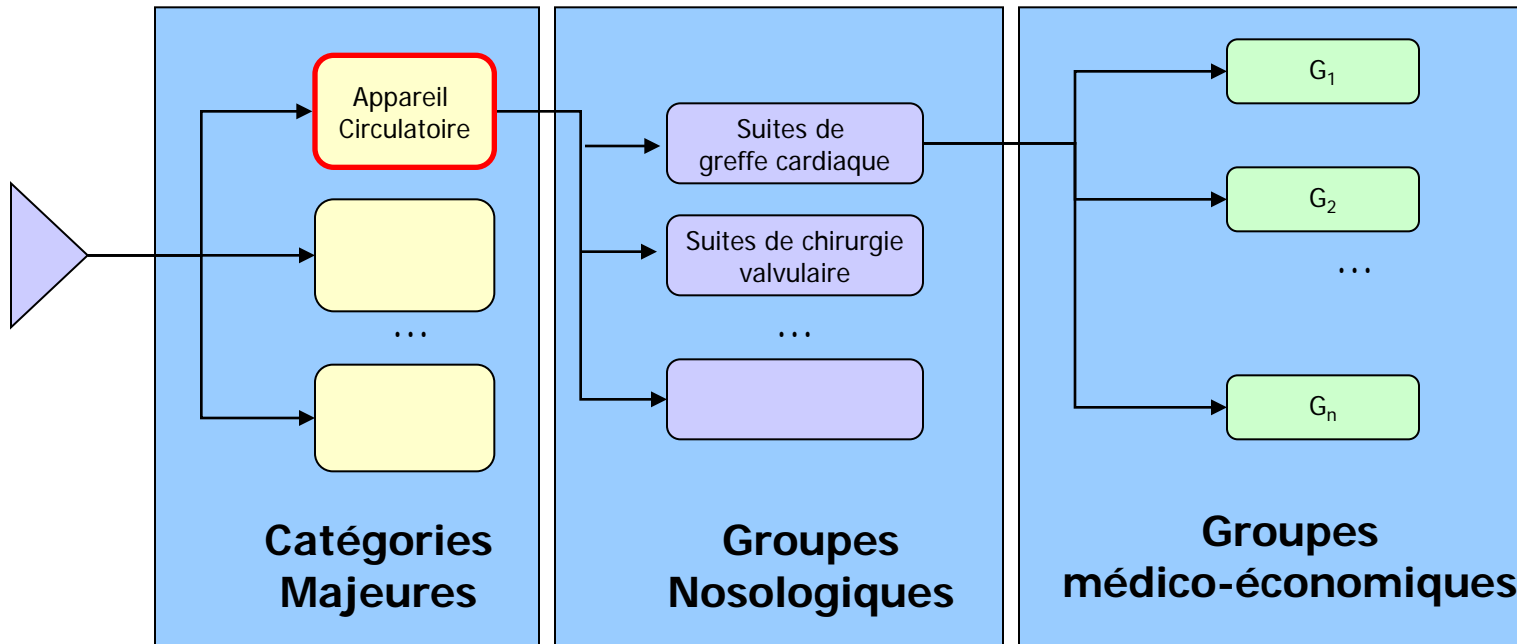 Appareil
Circulatoire
...
Catégories
Majeures
Suites de
greffe cardiaque
Suites de chirurgie
valvulaire
...
Groupes
Nosologiques
G1
G2
...
Gn
Groupes
médico-économiques